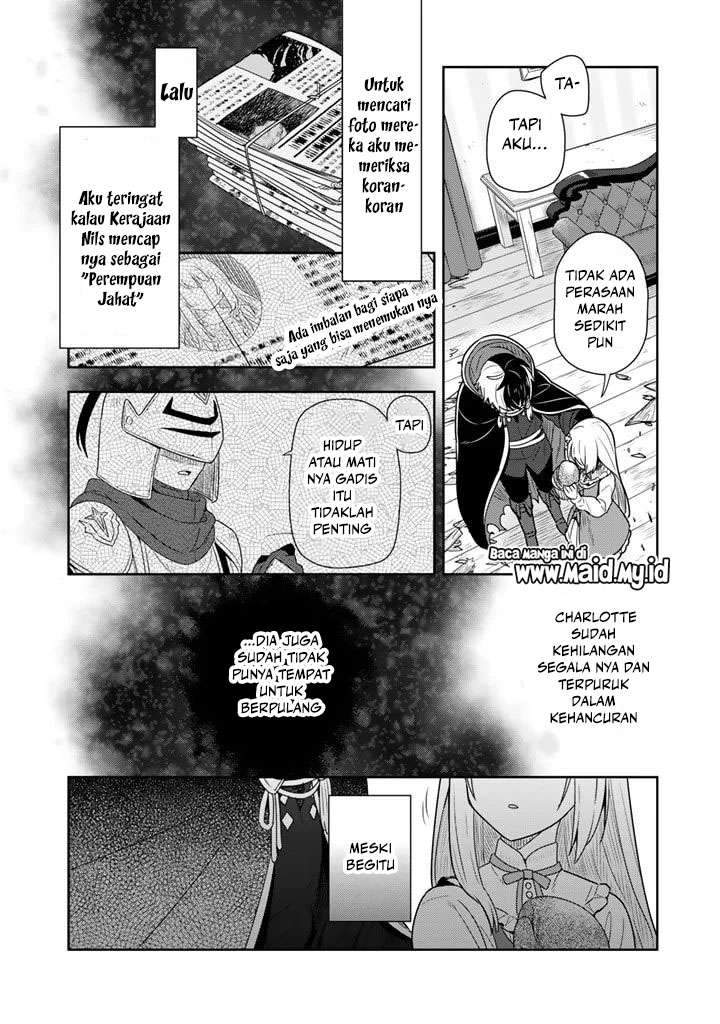 TA-
TAPI
AKU...
TIDAK ADA
PERASAAN
MARAH
SEDIKIT
PUN
Baca Manga Ini di
www.Maid.My.id
Untuk
mencari
foto mere-
ka aku me-
meriksa
koran-
koran
Lalu
Aku teringat
kalau Kerajaan
Nils mencap
nya sebagai
"Perempuan
Jahat"
Ada imbalan bagi siapa
saja yang bisa menemukan nya
TAPI
HIDUP
ATAU MATI
NYA GADIS
ITU
TIDAKLAH
PENTING
CHARLOTTE
SUDAH
KEHILANGAN
SEGALA NYA DAN
TERPURUK
DALAM
KEHANCURAN
...DIA JUGA
SUDAH TIDAK
PUNYA TEMPAT
UNTUK
BERPULANG
MESKI
BEGITU